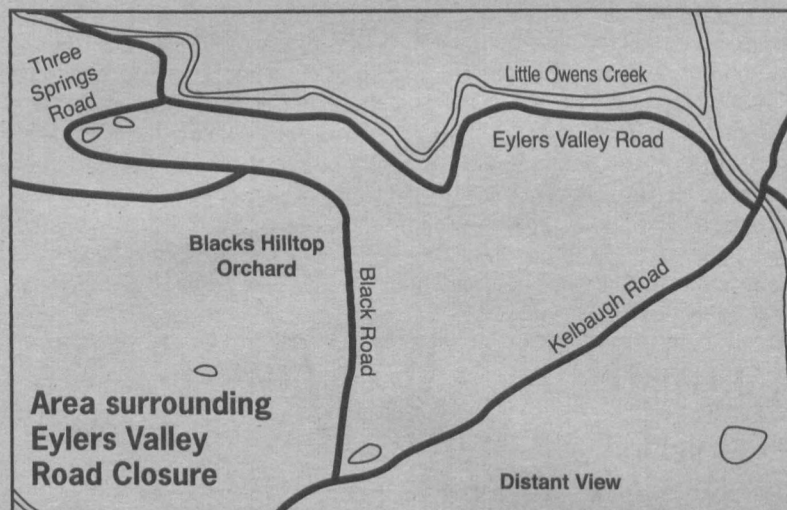 Three
Springs
Road
Little Owens Creek
Eylers Valley Road
Blacks Hilltop
Orchard
Black Road
Kelbaugh Road
Area surrounding
Eylers Valley
Road Closure
Distant View